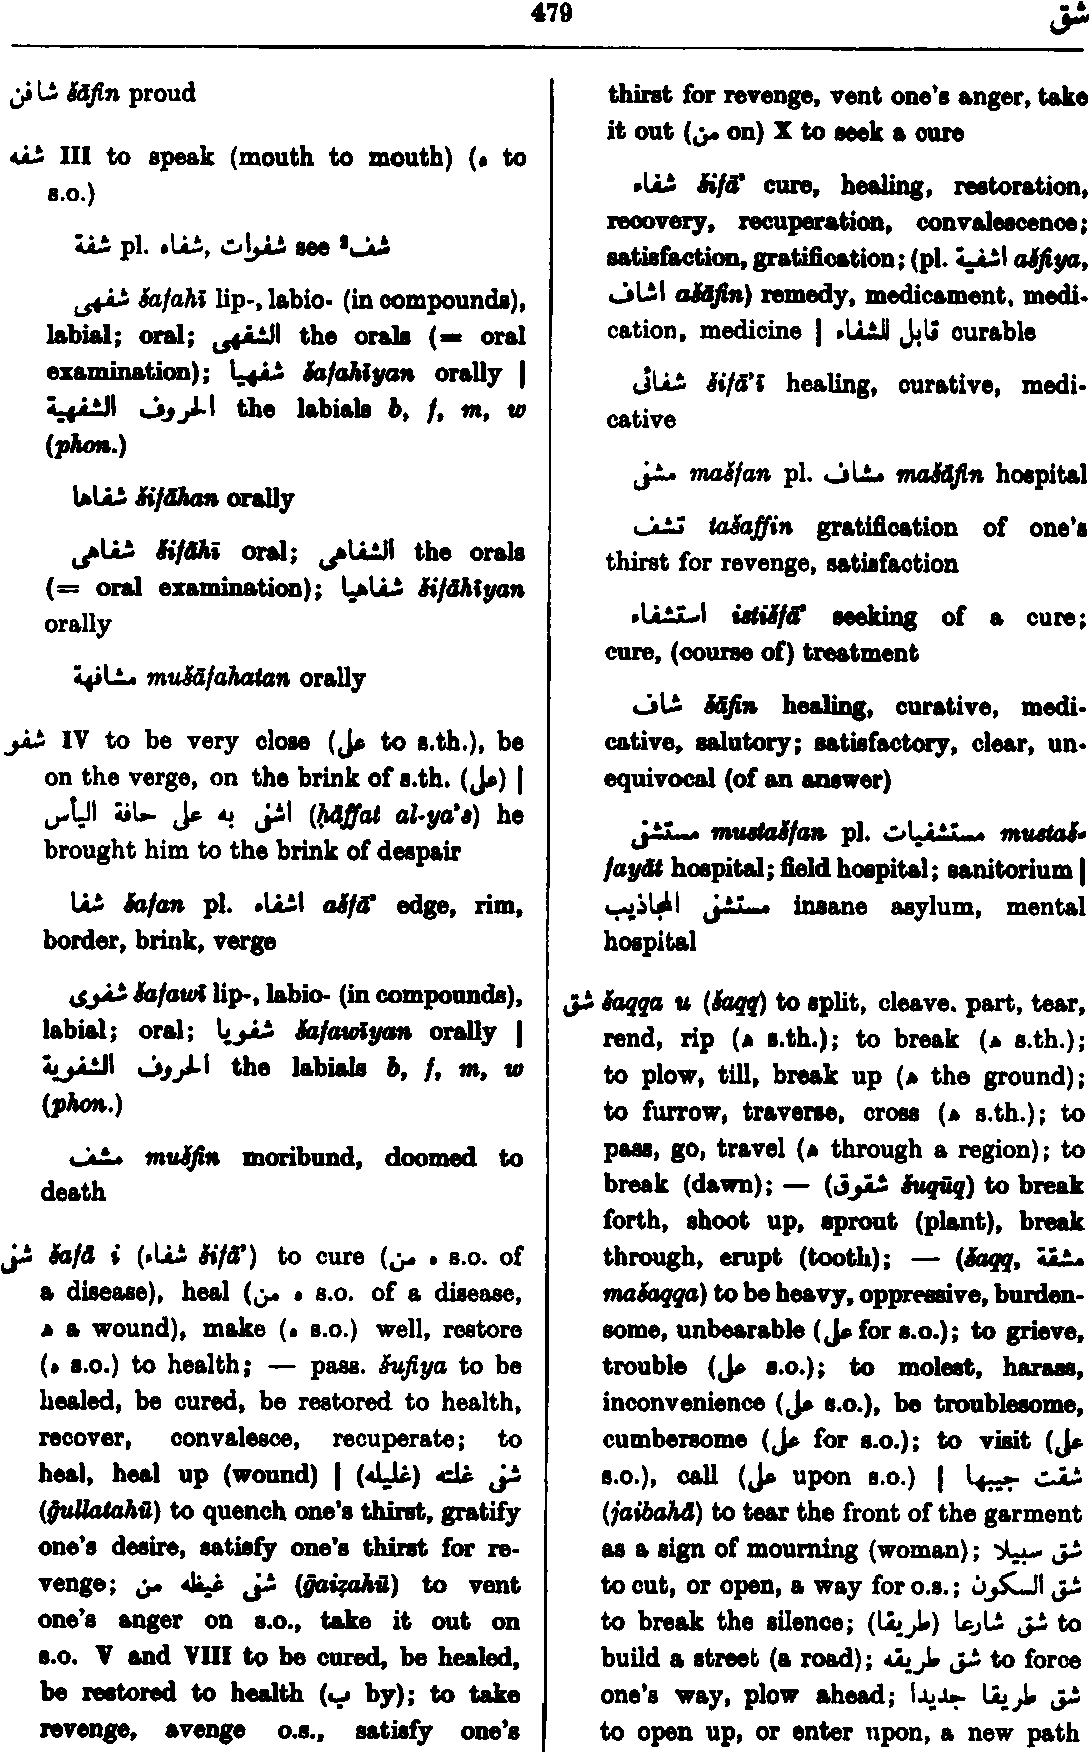 479
شق
شافن šāfin proud
شفه III to speak (mouth to mouth) (ه to
s.o.)
شفة pl. شفاه, شفوات see ²شف
شفهى šafahī lip-, labio- (in compounds),
labial; oral; الشفهى the orals (= oral
examination); شفهيا šafahīyan orally |
الحروف الشفهية the labials b, f, m, w
(phon.)
شفاها šifāhan orally
شفاهى šifāhī oral; الشفاهى the orals
(= oral examination); شفاهيا šifāhīyan
orally
مشافهة mušāfahatan orally
شفو IV to be very close (على to s.th.), be
on the verge, on the brink of s.th. (على) |
اشفى به على حافة اليأس (ḥāffat al-ya's) he
brought him to the brink of despair
شفا šafan pl. اشفاء ašfā' edge, rim,
border, brink, verge
شفوى šafawī lip-, labio- (in compounds),
labial; oral; شفويا šafawīyan orally |
الحروف الشفوية the labials b, f, m, w
(phon.)
مشف mušfin moribund, doomed to
death
شفى šafā i (شفاء šifā') to cure (ه من s.o. of
a disease), heal (ه من s.o. of a disease,
ه a wound), make (ه s.o.) well, restore
(ه s.o.) to health; — pass. šufiya to be
healed, be cured, be restored to health,
recover, convalesce, recuperate; to
heal, heal up (wound) | شفى غلته (غليله)
(ḡullatahū) to quench one's thirst, gratify
one's desire, satisfy one's thirst for re-
venge; شفى غيظه من (ḡaiẓahū) to vent
one's anger on s.o., take it out on
s.o. V and VIII to be cured, be healed,
be restored to health (ب by); to take
revenge, avenge o.s., satisfy one's
thirst for revenge, vent one's anger, take
it out (من on) X to seek a cure
شفاء šifā' cure, healing, restoration,
recovery, recuperation, convalescence;
satisfaction, gratification; (pl. اشفية ašfiya,
اشاف ašāfin) remedy, medicament, medi-
cation, medicine | قابل للشفاء curable
شفائى šifā'ī healing, curative, medi-
cative
مشفى mašfan pl. مشاف mašāfin hospital
تشف tašaffin gratification of one's
thirst for revenge, satisfaction
استشفاء istišfā' seeking of a cure;
cure, (course of) treatment
شاف šāfin healing, curative, medi-
cative, salutory; satisfactory, clear, un-
equivocal (of an answer)
مستشفى mustašfan pl. مستشفيات mustaš-
fayāt hospital; field hospital; sanitorium |
مستشفى المجاذيب insane asylum, mental
hospital
شق šaqqa u (šaqq) to split, cleave, part, tear,
rend, rip (ه s.th.); to break (ه s.th.);
to plow, till, break up (ه the ground);
to furrow, traverse, cross (ه s.th.); to
pass, go, travel (ه through a region); to
break (dawn); — (شقوق šuqūq) to break
forth, shoot up, sprout (plant), break
through, erupt (tooth); — (šaqq, مشقة
mašaqqa) to be heavy, oppressive, burden-
some, unbearable (على for s.o.); to grieve,
trouble (على s.o.); to molest, harass,
inconvenience (على s.o.), be troublesome,
cumbersome (على for s.o.); to visit (على
s.o.), call (على upon s.o.) | شقت جيبها
(jaibahā) to tear the front of the garment
as a sign of mourning (woman); شق سبيلا
to cut, or open, a way for o.s.; شق السكون
to break the silence; شق شارعا (طريقا) to
build a street (a road); شق طريقه to force
one's way, plow ahead; شق طريقا جديدا
to open up, or enter upon, a new path